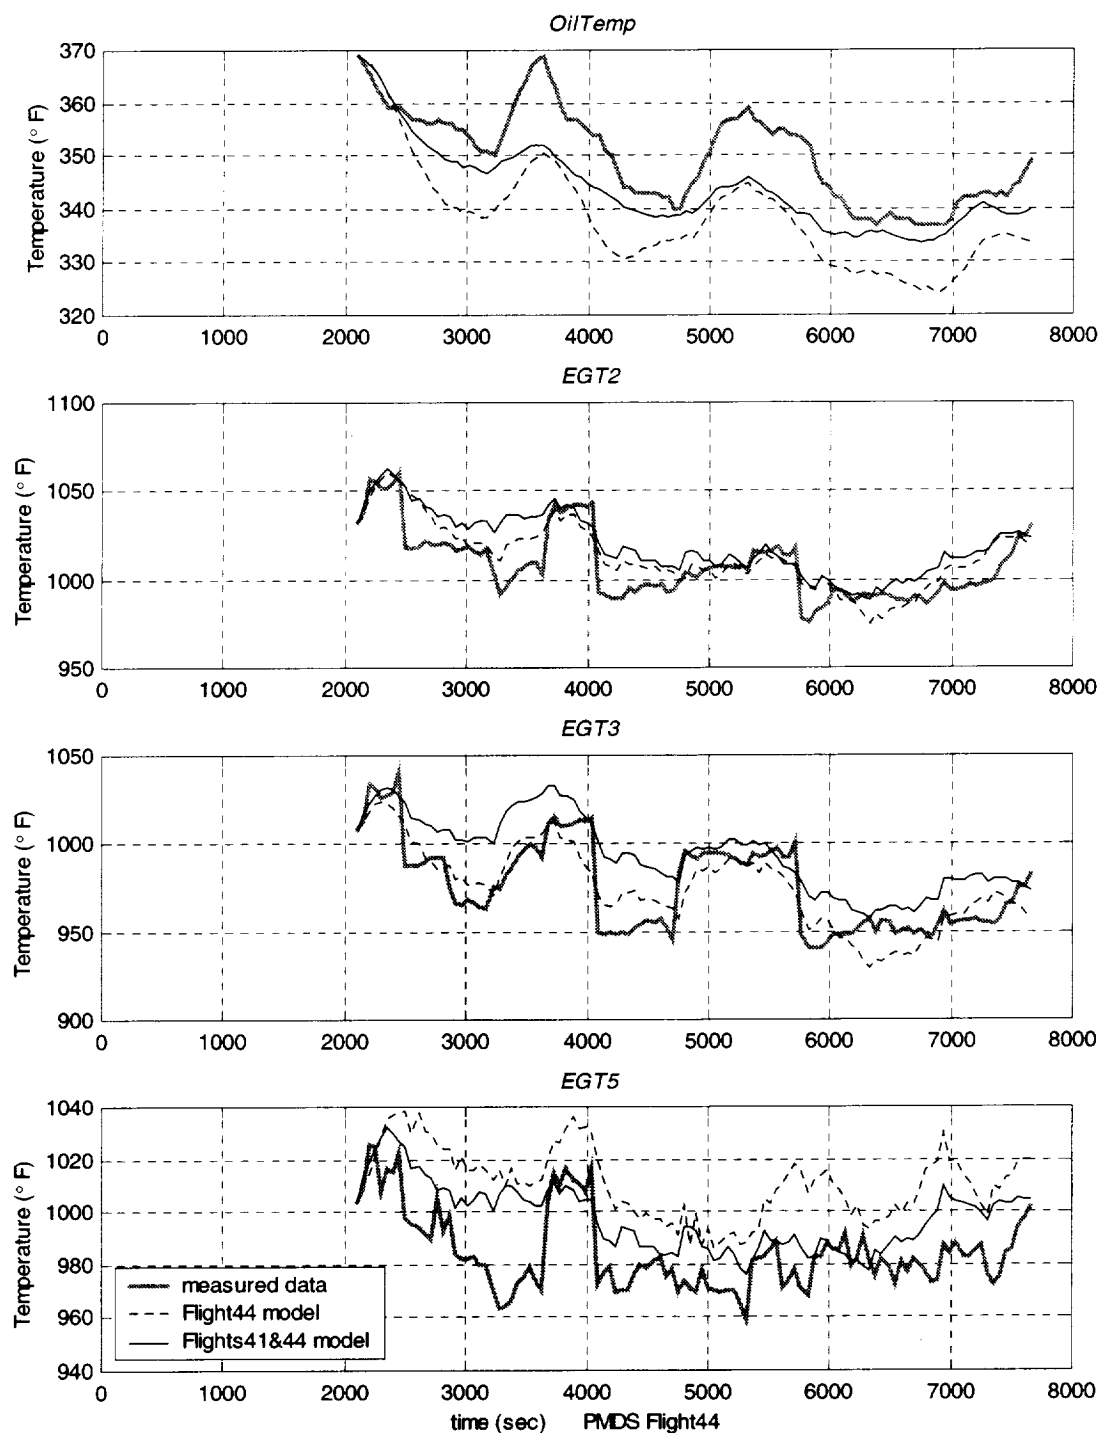 OilTemp
370
360
350
340
330
320
Temperature (° F)
0 1000 2000 3000 4000 5000 6000 7000 8000
EGT2
1100
1050
1000
950
Temperature (° F)
0 1000 2000 3000 4000 5000 6000 7000 8000
EGT3
1050
1000
950
900
Temperature (° F)
0 1000 2000 3000 4000 5000 6000 7000 8000
EGT5
1040
1020
1000
980
960
940
Temperature (° F)
measured data
Flight44 model
Flights41&44 model
0 1000 2000 3000 4000 5000 6000 7000 8000
time (sec) PMDS Flight44